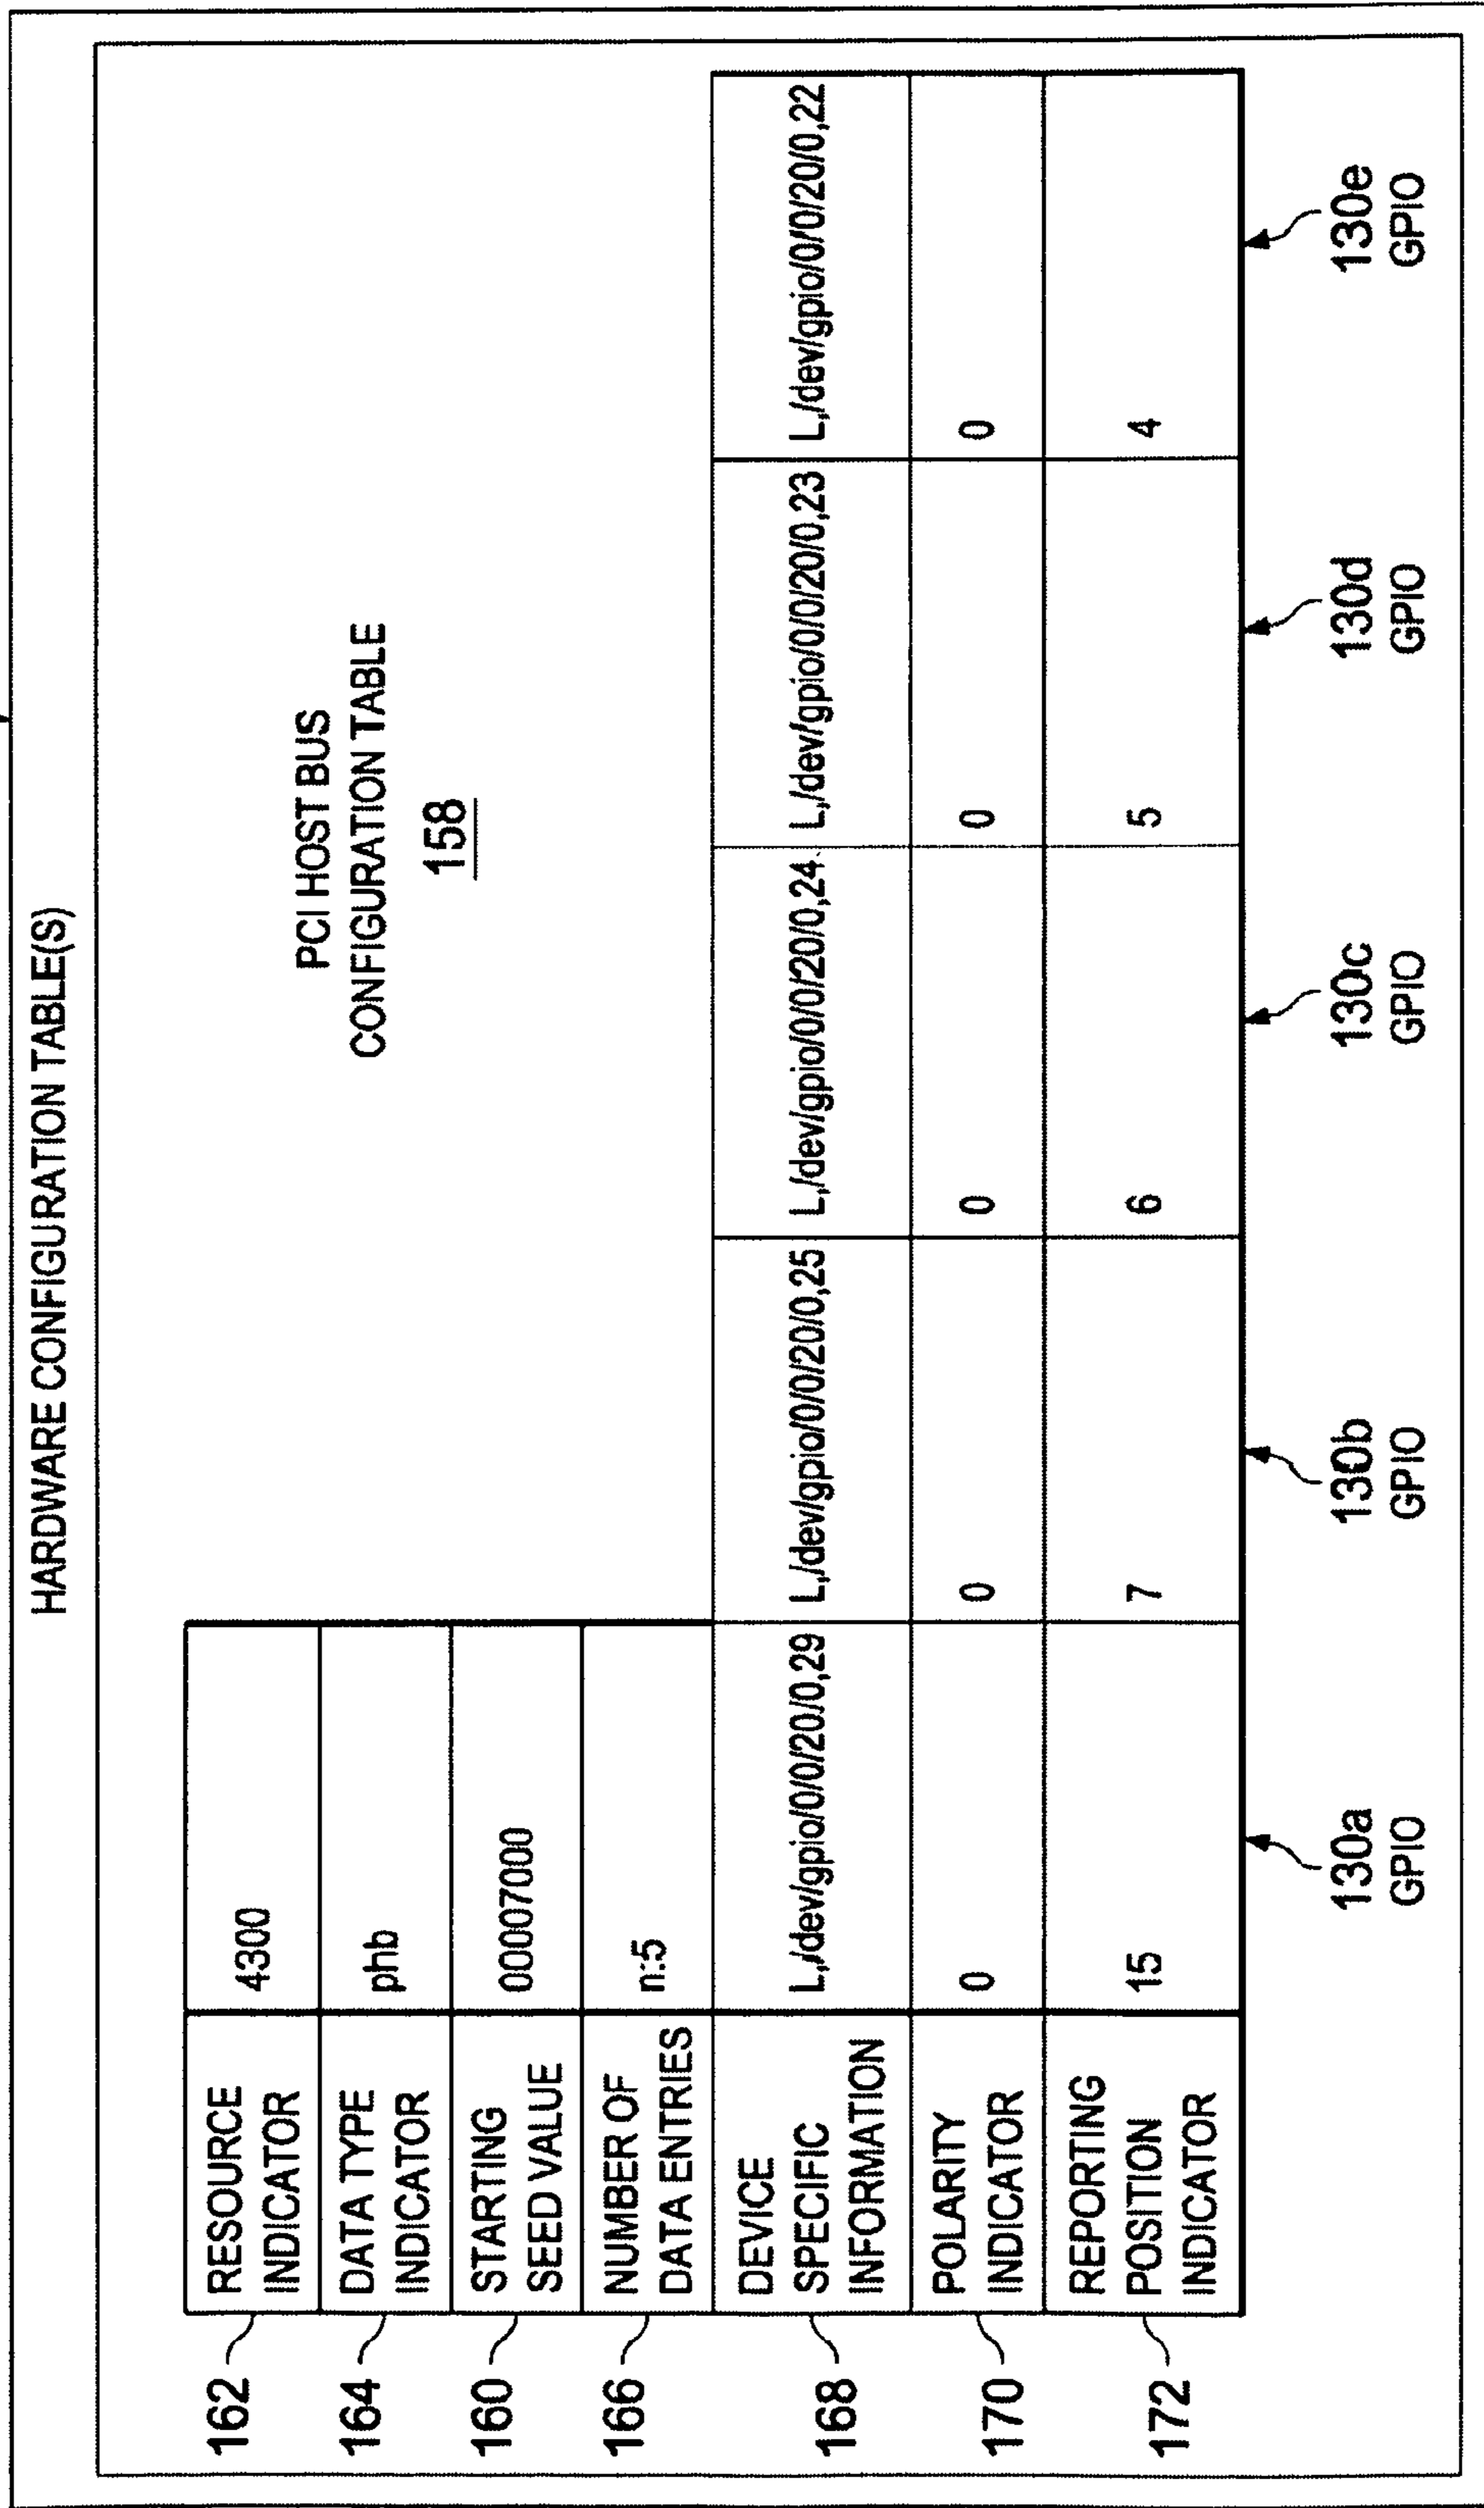 HARDWARE CONFIGURATION TABLE(S)
PCI HOST BUS
CONFIGURATION TABLE
158
162
RESOURCE
INDICATOR
4300
164
DATA TYPE
INDICATOR
phb
160
STARTING
SEED VALUE
00007000
166
NUMBER OF
DATA ENTRIES
n:5
168
DEVICE
SPECIFIC
INFORMATION
L,/dev/gpio/0/0/20/0,29
L,/dev/gpio/0/0/20/0,25
L,/dev/gpio/0/0/20/0,24
L,/dev/gpio/0/0/20/0,23
L,/dev/gpio/0/0/20/0,22
170
POLARITY
INDICATOR
0
0
0
0
0
172
REPORTING
POSITION
INDICATOR
15
7
6
5
4
130a
GPIO
130b
GPIO
130c
GPIO
130d
GPIO
130e
GPIO